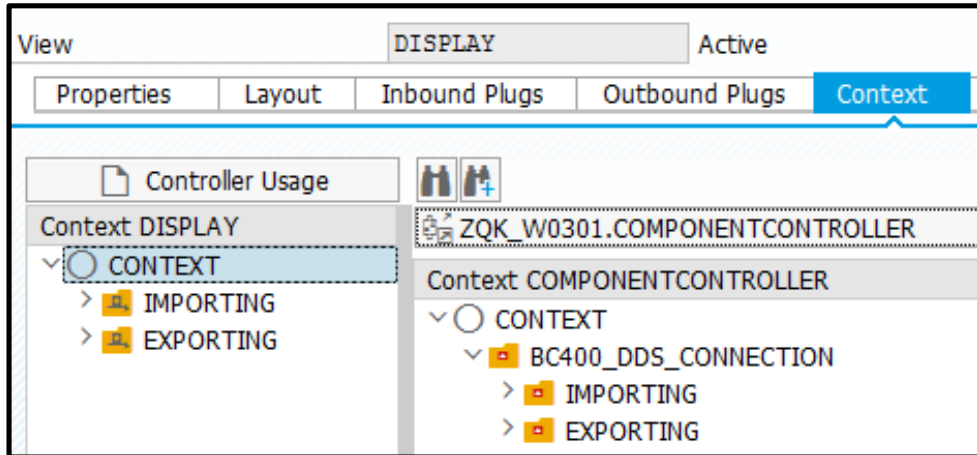 View DISPLAY Active
Properties Layout Inbound Plugs Outbound Plugs Context
Controller Usage
Context DISPLAY
CONTEXT
IMPORTING
EXPORTING
ZQK_W0301.COMPONENTCONTROLLER
Context COMPONENTCONTROLLER
CONTEXT
BC400_DDS_CONNECTION
IMPORTING
EXPORTING